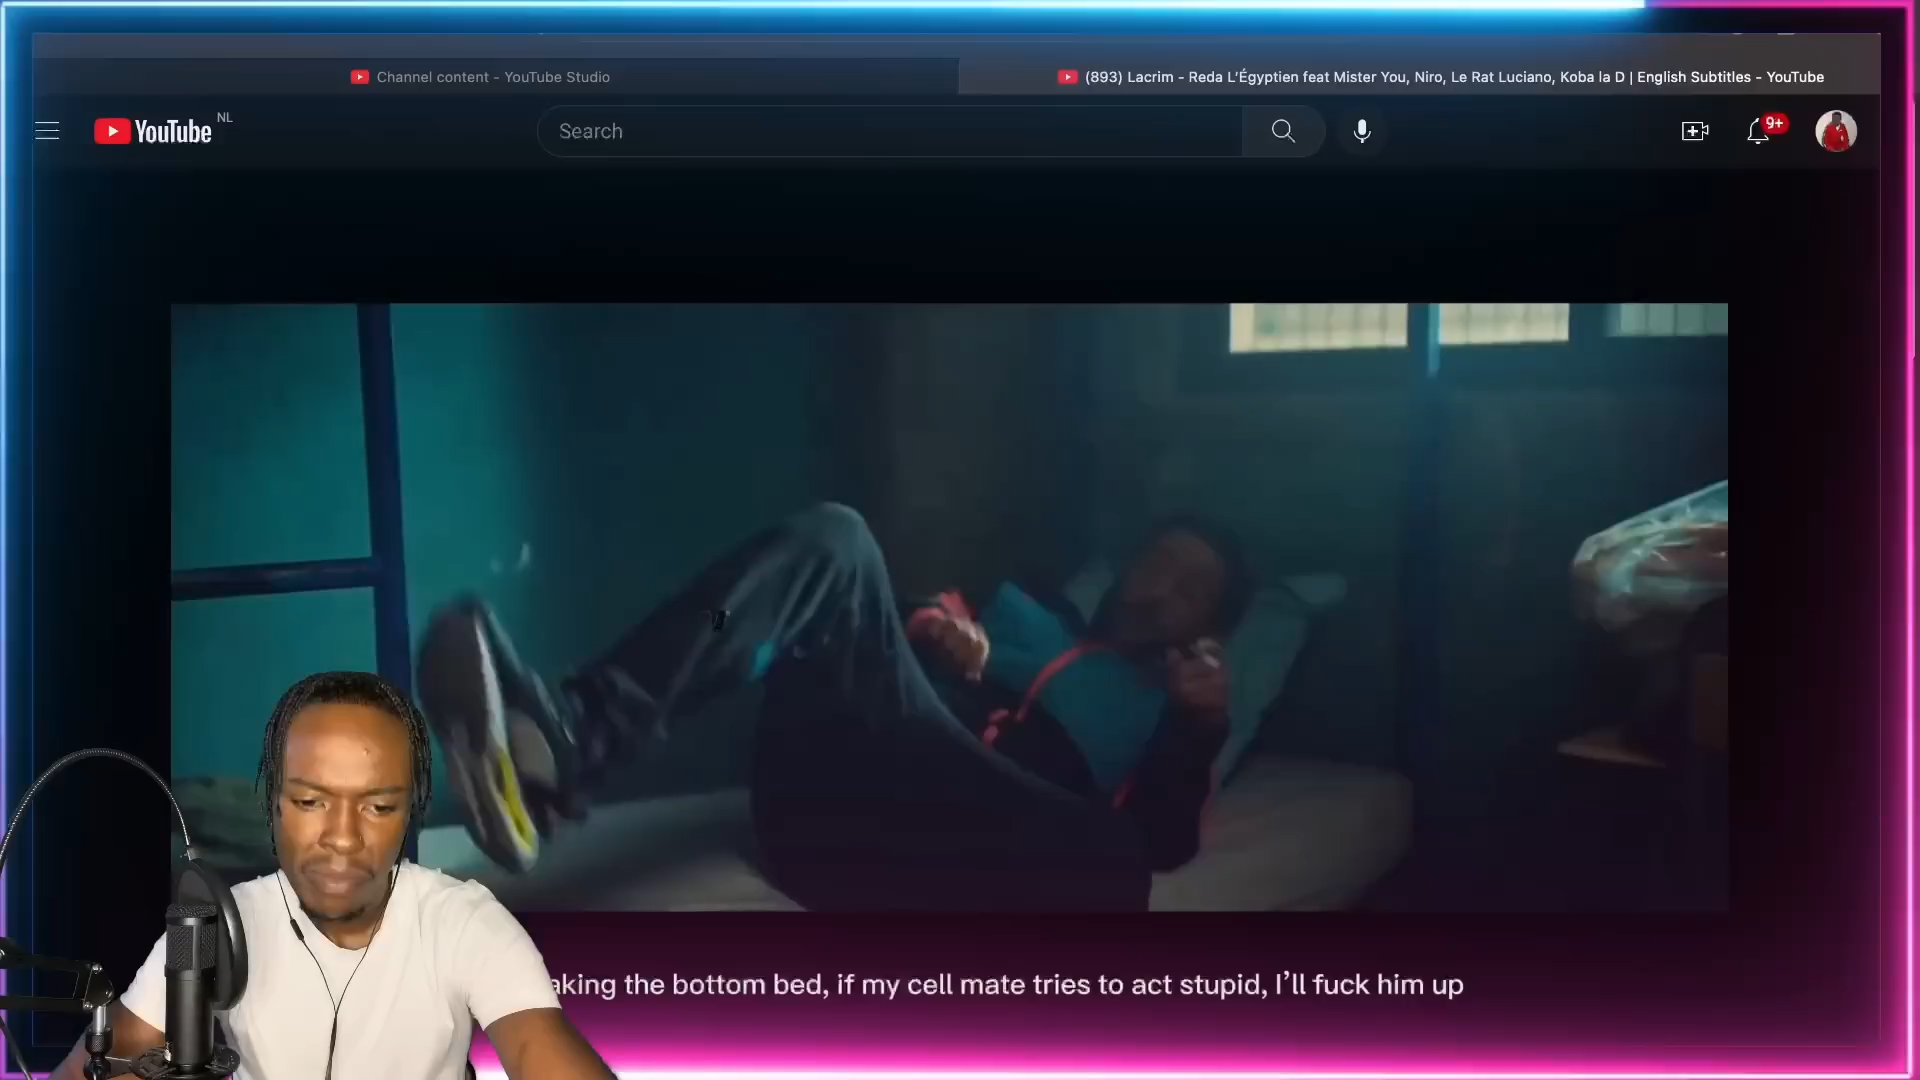 Channel content - YouTube Studio
(893) Lacrim - Reda L'Égyptien feat Mister You, Niro, Le Rat Luciano, Koba la D | English Subtitles - YouTube
YouTube NL
Search
9+
aking the bottom bed, if my cell mate tries to act stupid, I'll fuck him up